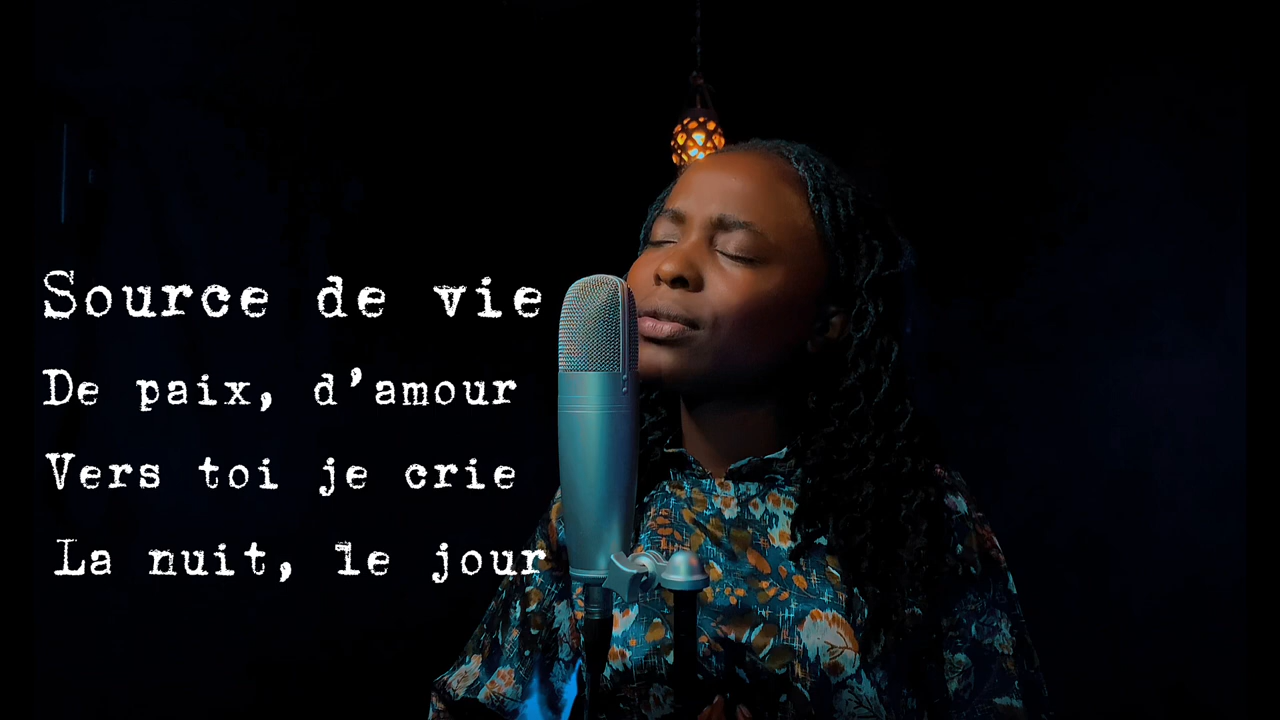 Source de vie
De paix, d'amour
Vers toi je crie
La nuit, le jour